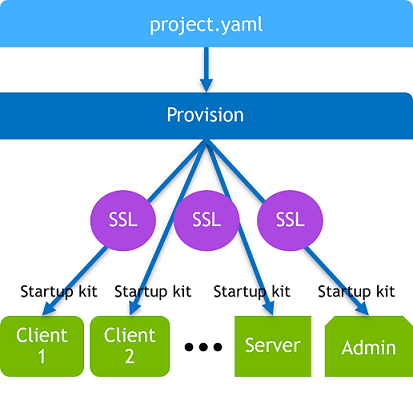 project.yaml
Provision
SSL SSL SSL
Startup kit Startup kit Startup kit Startup kit
Client
1
Client
2
Server
Admin